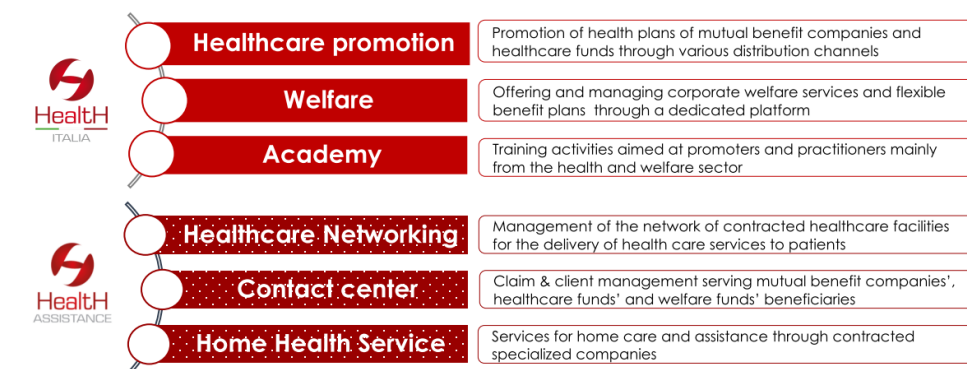 Healthcare promotion
Promotion of health plans of mutual benefit companies and
healthcare funds through various distribution channels
HealtH
ITALIA
Welfare
Offering and managing corporate welfare services and flexible
benefit plans through a dedicated platform
Academy
Training activities aimed at promoters and practitioners mainly
from the health and welfare sector
Healthcare Networking
Management of the network of contracted healthcare facilities
for the delivery of health care services to patients
HealtH
ASSISTANCE
Contact center
Claim & client management serving mutual benefit companies',
healthcare funds' and welfare funds' beneficiaries
Home Health Service
Services for home care and assistance through contracted
specialized companies